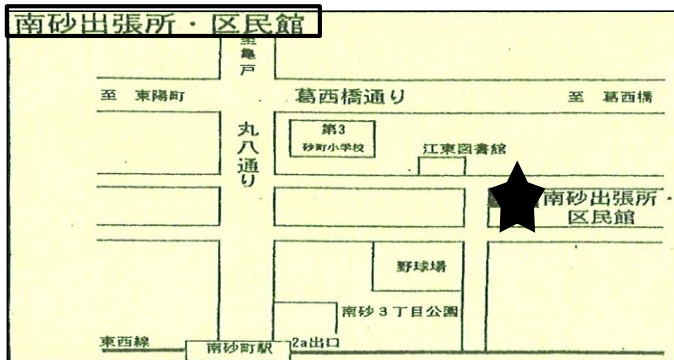 南砂出張所・区民館
至
亀
戸
至 東陽町
葛西橋通り
至 葛西橋
丸
八
通
り
第3
砂町小学校
江東図書館
南砂出張所・
区民館
野球場
南砂3丁目公園
東西線
南砂町駅
2a出口